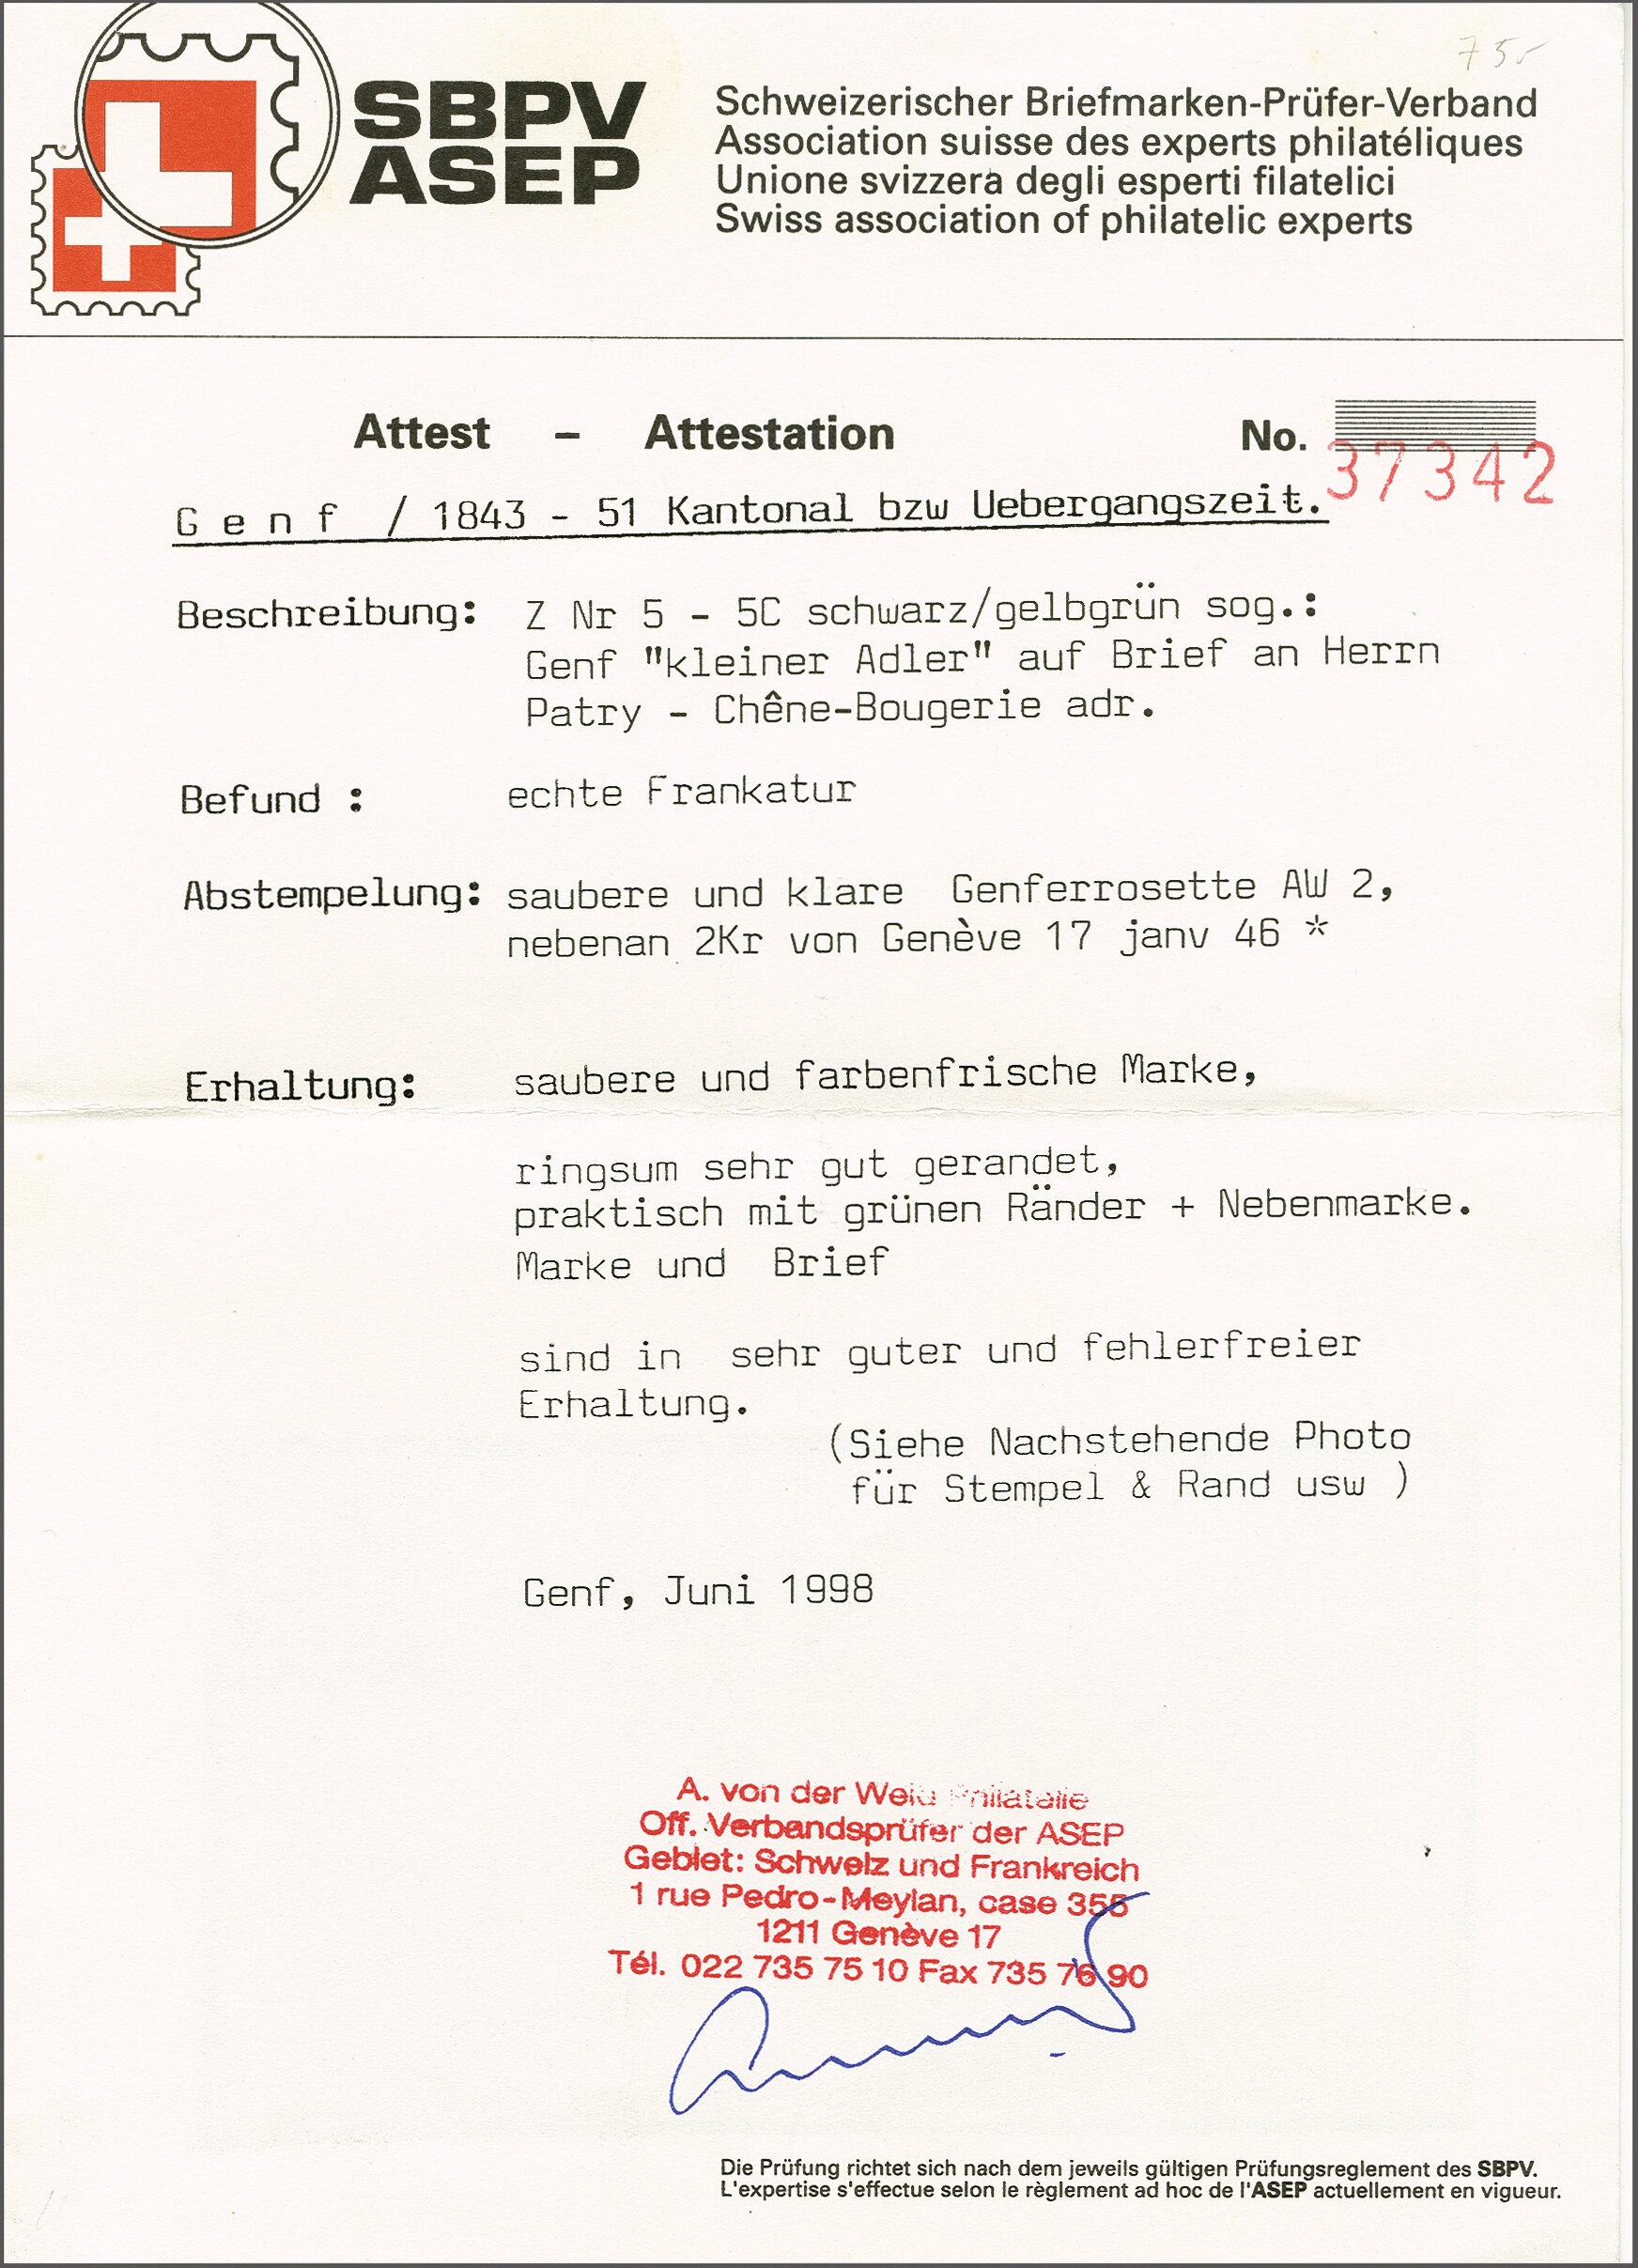 75
SBPV
ASEP
Schweizerischer Briefmarken-Prüfer-Verband
Association suisse des experts philatéliques
Unione svizzera degli esperti filatelici
Swiss association of philatelic experts
Attest – Attestation No.
37342
Genf / 1843 - 51 Kantonal bzw Uebergangszeit.
Beschreibung: Z Nr 5 - 5C schwarz/gelbgrün sog.:
Genf "kleiner Adler" auf Brief an Herrn
Patry - Chêne-Bougerie adr.
Befund : echte Frankatur
Abstempelung: saubere und klare Genferrosette AW 2,
nebenan 2Kr von Genève 17 janv 46 *
Erhaltung: saubere und farbenfrische Marke,
ringsum sehr gut gerandet,
praktisch mit grünen Ränder + Nebenmarke.
Marke und Brief
sind in sehr guter und fehlerfreier
Erhaltung.
(Siehe Nachstehende Photo
für Stempel & Rand usw )
Genf, Juni 1998
A. von der Weid Philatelie
Off. Verbandsprüfer der ASEP
Gebiet: Schweiz und Frankreich
1 rue Pedro-Meylan, case 355
1211 Genève 17
Tél. 022 735 75 10 Fax 735 76 90
Die Prüfung richtet sich nach dem jeweils gültigen Prüfungsreglement des SBPV.
L'expertise s'effectue selon le règlement ad hoc de l'ASEP actuellement en vigueur.